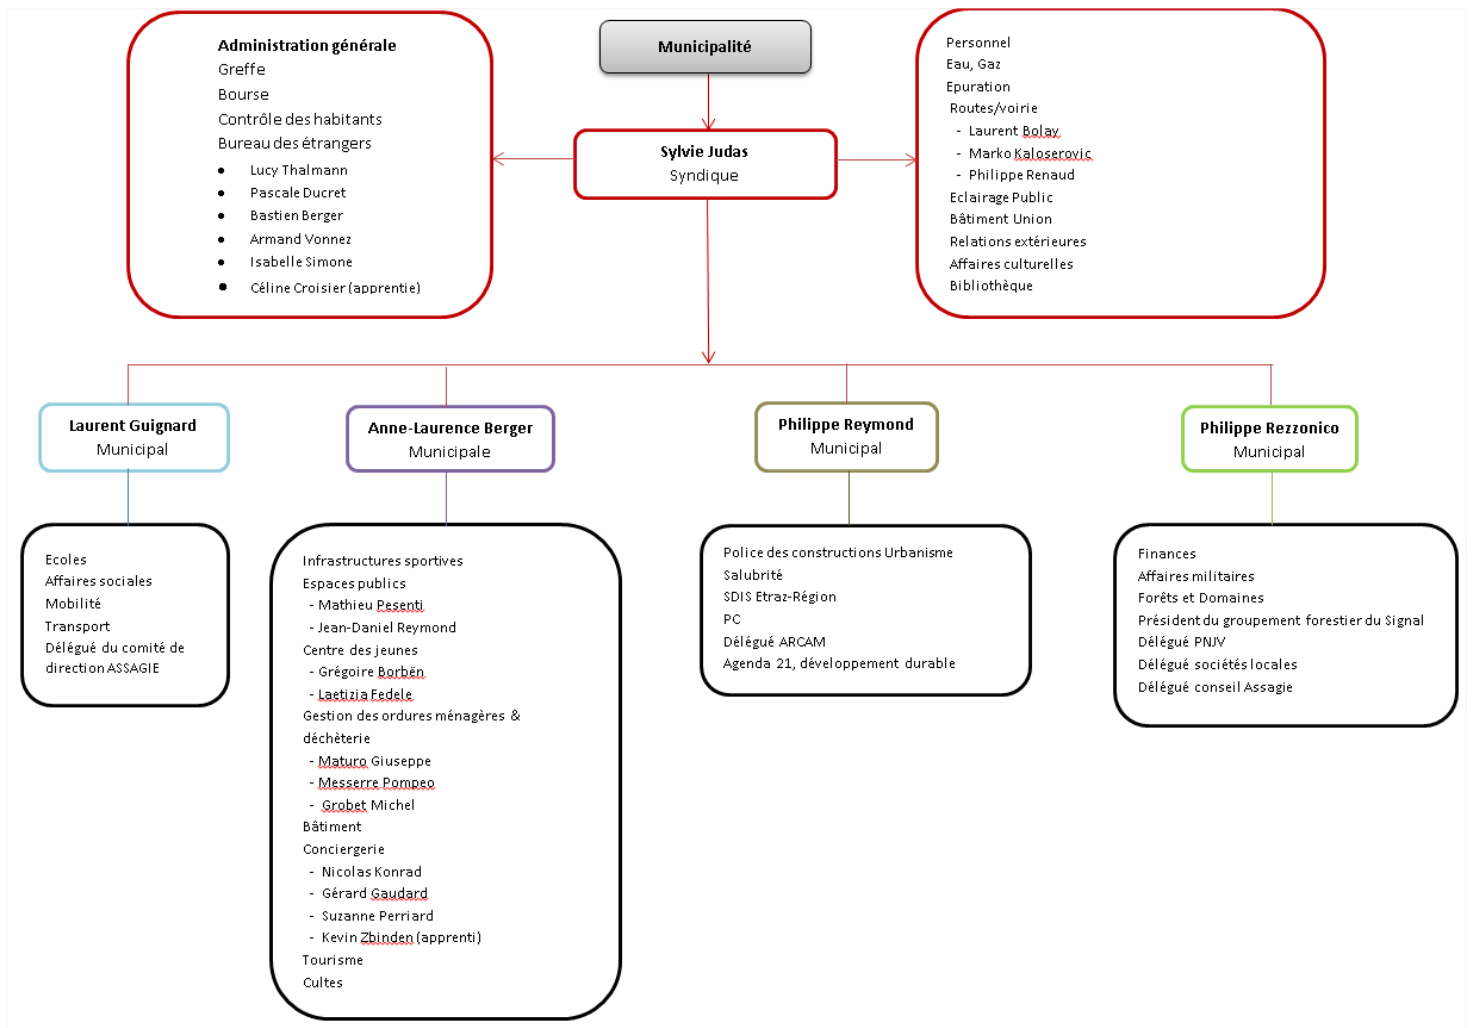 Municipalité
Sylvie Judas
Syndique
Administration générale
Greffe
Bourse
Contrôle des habitants
Bureau des étrangers
• Lucy Thalmann
• Pascale Ducret
• Bastien Berger
• Armand Vonnez
• Isabelle Simone
• Céline Croisier (apprentie)
Personnel
Eau, Gaz
Epuration
Routes/voirie
- Laurent Bolay
- Marko Kaloserovic
- Philippe Renaud
Eclairage Public
Bâtiment Union
Relations extérieures
Affaires culturelles
Bibliothèque
Laurent Guignard
Municipal
Ecoles
Affaires sociales
Mobilité
Transport
Délégué du comité de
direction ASSAGIE
Anne-Laurence Berger
Municipale
Infrastructures sportives
Espaces publics
- Mathieu Pesenti
- Jean-Daniel Reymond
Centre des jeunes
- Grégoire Borbën
- Laetizia Fedele
Gestion des ordures ménagères &
déchèterie
- Maturo Giuseppe
- Messerre Pompeo
- Grobet Michel
Bâtiment
Conciergerie
- Nicolas Konrad
- Gérard Gaudard
- Suzanne Perriard
- Kevin Zbinden (apprenti)
Tourisme
Cultes
Philippe Reymond
Municipal
Police des constructions Urbanisme
Salubrité
SDIS Etraz-Région
PC
Délégué ARCAM
Agenda 21, développement durable
Philippe Rezzonico
Municipal
Finances
Affaires militaires
Forêts et Domaines
Président du groupement forestier du Signal
Délégué PNJV
Délégué sociétés locales
Délégué conseil Assagie